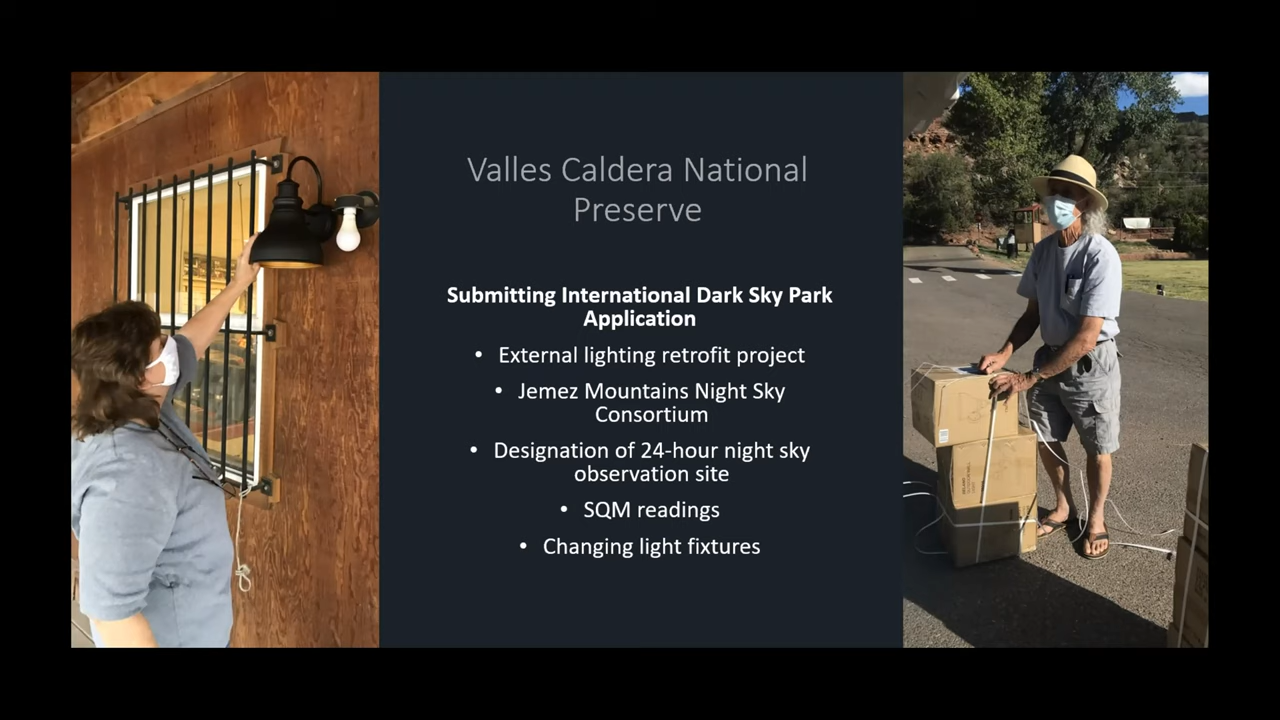 Valles Caldera National
Preserve
Submitting International Dark Sky Park
Application
• External lighting retrofit project
• Jemez Mountains Night Sky
Consortium
• Designation of 24-hour night sky
observation site
• SQM readings
• Changing light fixtures